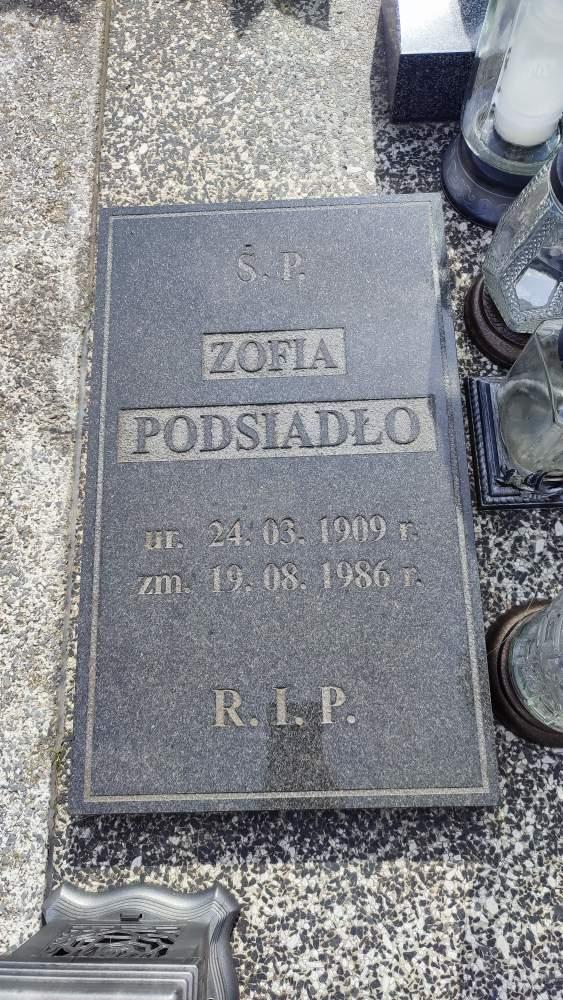 Ś. P.
ZOFIA
PODSIADŁO
ur. 24. 03. 1909 r.
zm. 19. 08. 1986 r.
R. I. P.